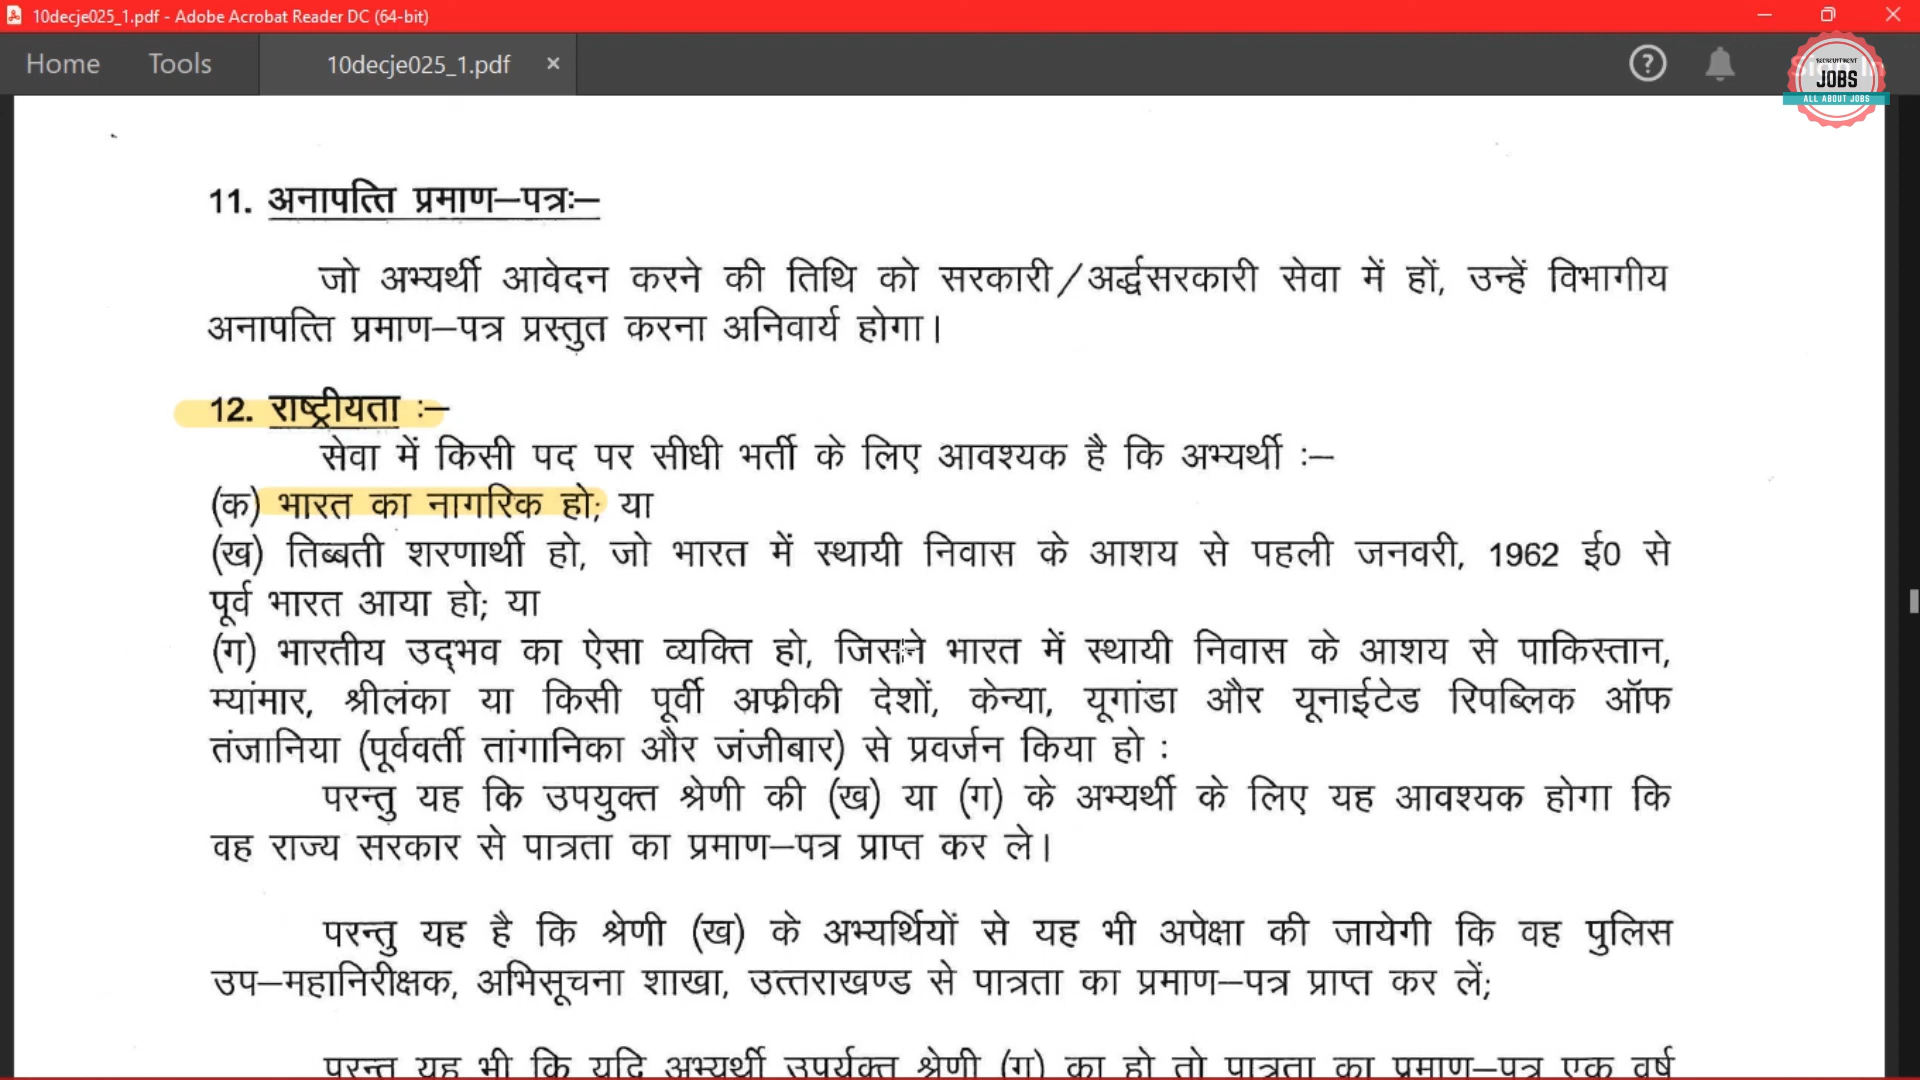 10decje025_1.pdf - Adobe Acrobat Reader DC (64-bit)
Home Tools 10decje025_1.pdf ×
RECRUITMENT
JOBS
ALL ABOUT JOBS
11. अनापत्ति प्रमाण–पत्रः–
जो अभ्यर्थी आवेदन करने की तिथि को सरकारी/अर्द्धसरकारी सेवा में हों, उन्हें विभागीय
अनापत्ति प्रमाण–पत्र प्रस्तुत करना अनिवार्य होगा।
12. राष्ट्रीयता :–
सेवा में किसी पद पर सीधी भर्ती के लिए आवश्यक है कि अभ्यर्थी :–
(क) भारत का नागरिक हो; या
(ख) तिब्बती शरणार्थी हो, जो भारत में स्थायी निवास के आशय से पहली जनवरी, 1962 ई0 से
पूर्व भारत आया हो; या
(ग) भारतीय उद्भव का ऐसा व्यक्ति हो, जिसने भारत में स्थायी निवास के आशय से पाकिस्तान,
म्यांमार, श्रीलंका या किसी पूर्वी अफ्रीकी देशों, केन्या, यूगांडा और यूनाईटेड रिपब्लिक ऑफ
तंजानिया (पूर्ववर्ती तांगानिका और जंजीबार) से प्रवर्जन किया हो :
परन्तु यह कि उपयुक्त श्रेणी की (ख) या (ग) के अभ्यर्थी के लिए यह आवश्यक होगा कि
वह राज्य सरकार से पात्रता का प्रमाण–पत्र प्राप्त कर ले।
परन्तु यह है कि श्रेणी (ख) के अभ्यर्थियों से यह भी अपेक्षा की जायेगी कि वह पुलिस
उप–महानिरीक्षक, अभिसूचना शाखा, उत्तराखण्ड से पात्रता का प्रमाण–पत्र प्राप्त कर लें;
परन्तु यह भी कि यदि अभ्यर्थी उपर्युक्त श्रेणी (ग) का हो तो पात्रता का प्रमाण–पत्र एक वर्ष